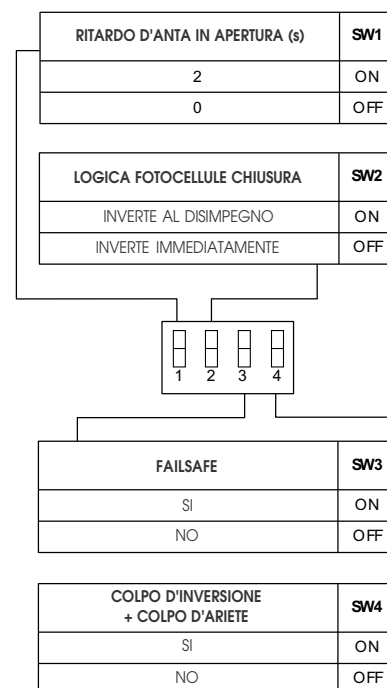 RITARDO D'ANTA IN APERTURA (s) SW1
2 ON
0 OFF
LOGICA FOTOCELLULE CHIUSURA SW2
INVERTE AL DISIMPEGNO ON
INVERTE IMMEDIATAMENTE OFF
1 2 3 4
FAILSAFE SW3
SI ON
NO OFF
COLPO D'INVERSIONE
+ COLPO D'ARIETE SW4
SI ON
NO OFF